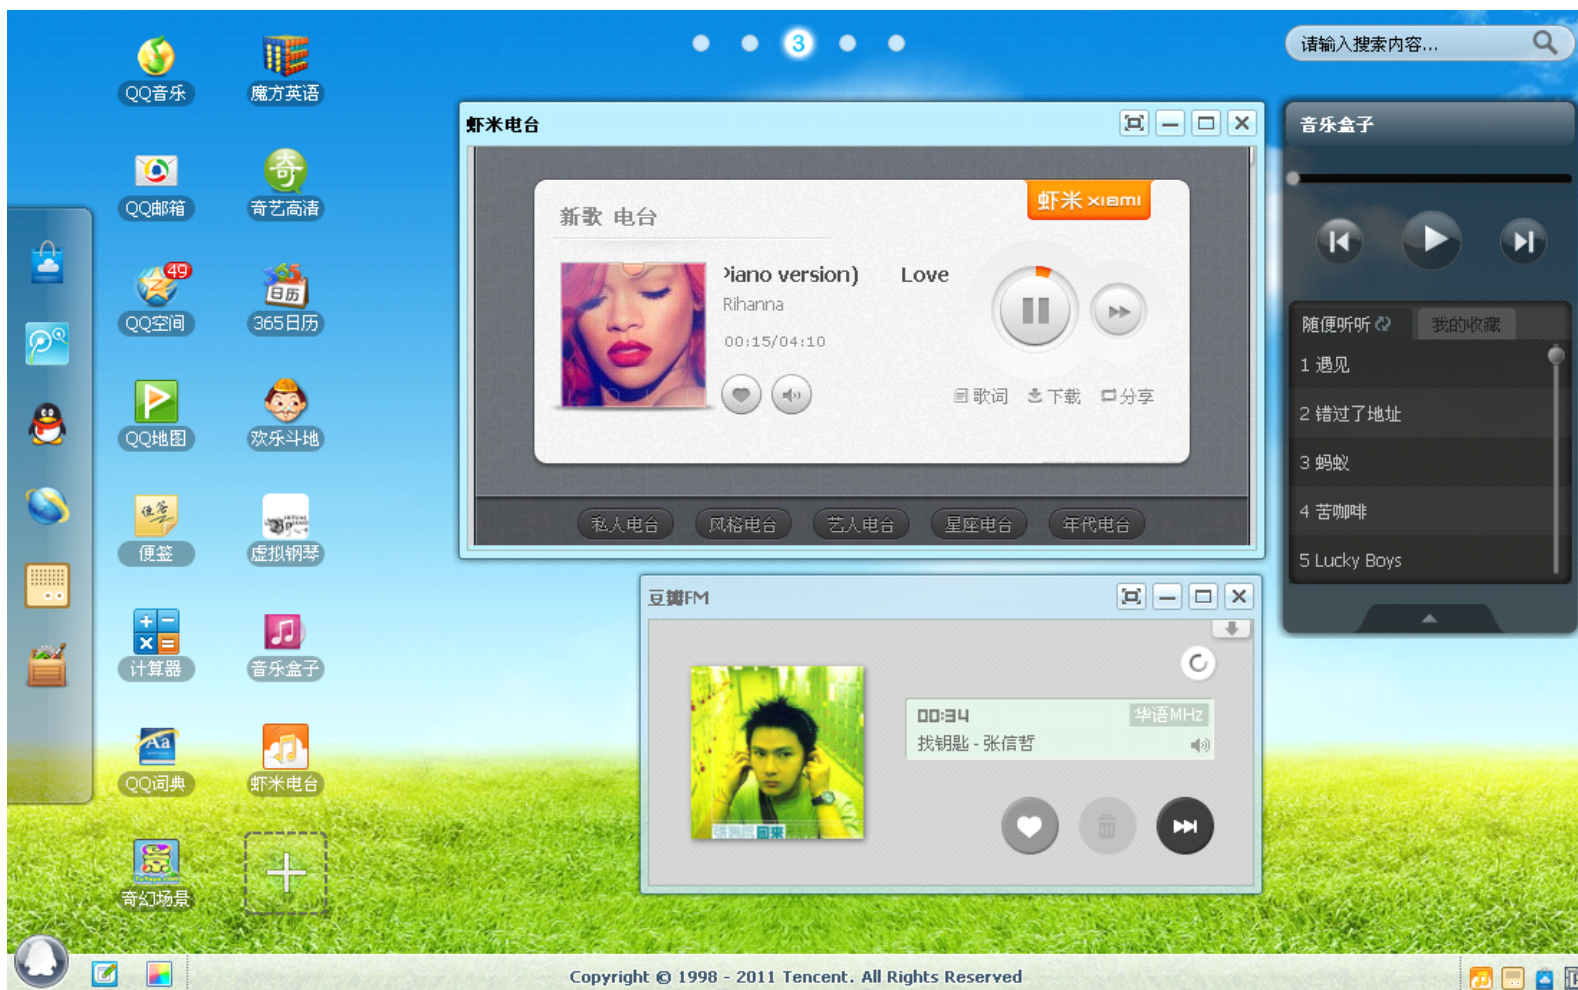 3
请输入搜索内容...
QQ音乐
魔方英语
QQ邮箱
奇艺高清
49
QQ空间
365
日历
365日历
QQ地图
欢乐斗地
便签
虚拟钢琴
计算器
音乐盒子
Aa
QQ词典
虾米电台
奇幻场景
虾米电台
虾米 xiami
新歌 电台
Piano version) Love
Rihanna
00:15/04:10
歌词 下载 分享
私人电台 风格电台 艺人电台 星座电台 年代电台
豆瓣FM
00:34 华语MHz
找钥匙 - 张信哲
回来
音乐盒子
随便听听 我的收藏
1 遇见
2 错过了地址
3 蚂蚁
4 苦咖啡
5 Lucky Boys
Copyright © 1998 - 2011 Tencent. All Rights Reserved